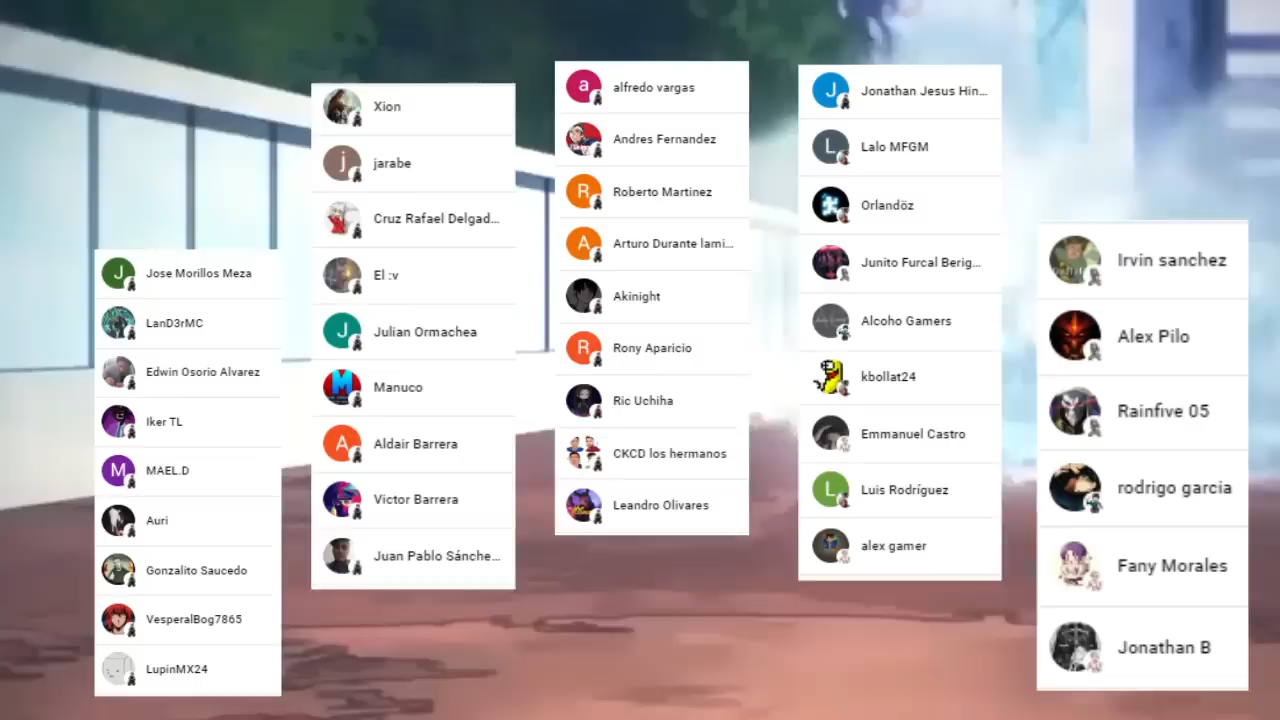 Jose Morillos Meza
LanD3rMC
Edwin Osorio Alvarez
Iker TL
MAEL.D
Auri
Gonzalito Saucedo
VesperalBog7865
LupinMX24
Xion
jarabe
Cruz Rafael Delgad...
El :v
Julian Ormachea
Manuco
Aldair Barrera
Victor Barrera
Juan Pablo Sánche...
alfredo vargas
Andres Fernandez
Roberto Martinez
Arturo Durante lami...
Akinight
Rony Aparicio
Ric Uchiha
CKCD los hermanos
Leandro Olivares
Jonathan Jesus Hin...
Lalo MFGM
Orlandöz
Junito Furcal Berig...
Alcoho Gamers
kbollat24
Emmanuel Castro
Luis Rodríguez
alex gamer
Irvin sanchez
Alex Pilo
Rainfive 05
rodrigo garcia
Fany Morales
Jonathan B